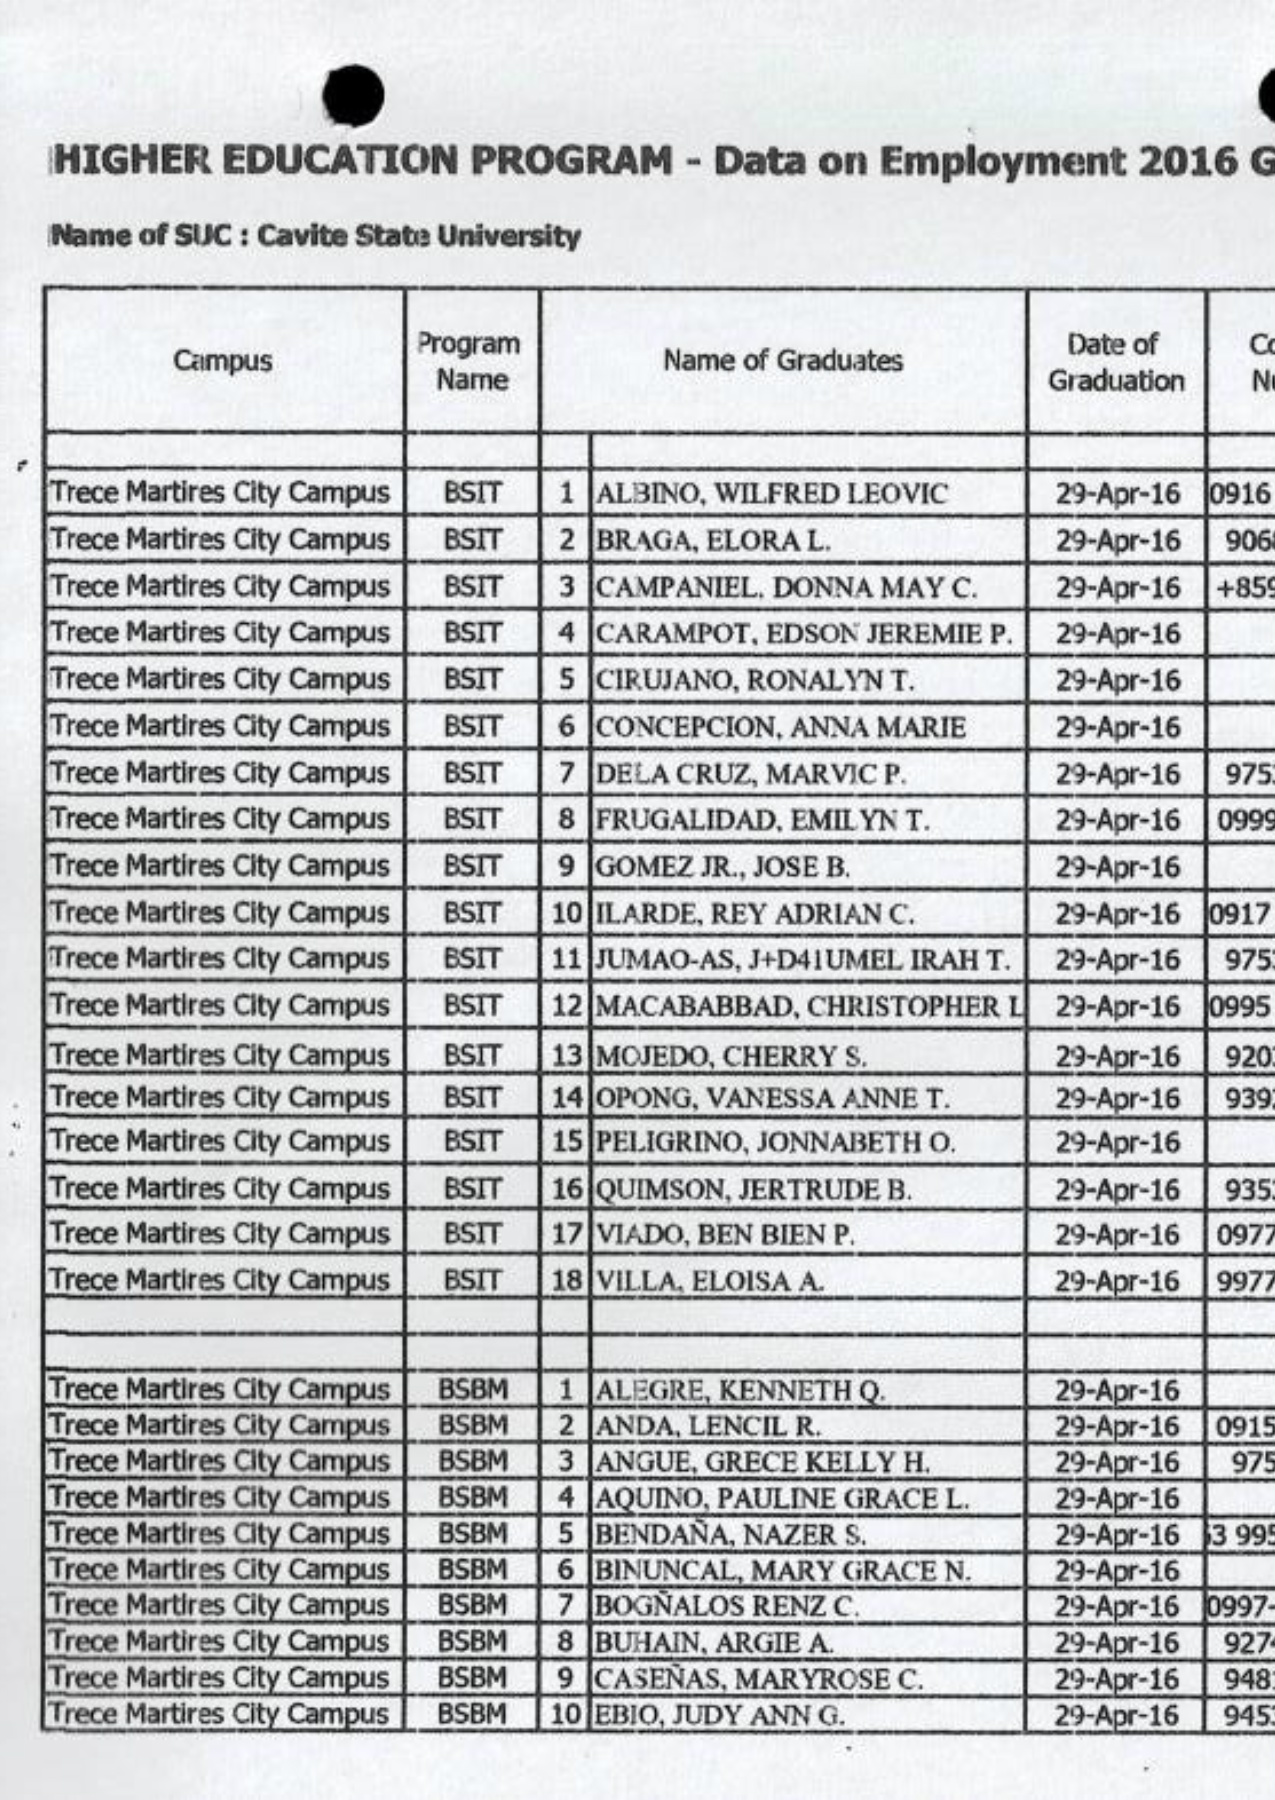 HIGHER EDUCATION PROGRAM - Data on Employment 2016 G
Name of SUC : Cavite State University
Campus Program Name Name of Graduates Date of Graduation Co Nu
Trece Martires City Campus BSIT 1 ALBINO, WILFRED LEOVIC 29-Apr-16 0916
Trece Martires City Campus BSIT 2 BRAGA, ELORA L. 29-Apr-16 906
Trece Martires City Campus BSIT 3 CAMPANIEL, DONNA MAY C. 29-Apr-16 +859
Trece Martires City Campus BSIT 4 CARAMPOT, EDSON JEREMIE P. 29-Apr-16
Trece Martires City Campus BSIT 5 CIRUJANO, RONALYN T. 29-Apr-16
Trece Martires City Campus BSIT 6 CONCEPCION, ANNA MARIE 29-Apr-16
Trece Martires City Campus BSIT 7 DELA CRUZ, MARVIC P. 29-Apr-16 975
Trece Martires City Campus BSIT 8 FRUGALIDAD, EMILYN T. 29-Apr-16 0999
Trece Martires City Campus BSIT 9 GOMEZ JR., JOSE B. 29-Apr-16
Trece Martires City Campus BSIT 10 ILARDE, REY ADRIAN C. 29-Apr-16 0917
Trece Martires City Campus BSIT 11 JUMAO-AS, J+D41UMEL IRAH T. 29-Apr-16 975
Trece Martires City Campus BSIT 12 MACABABBAD, CHRISTOPHER L 29-Apr-16 0995
Trece Martires City Campus BSIT 13 MOJEDO, CHERRY S. 29-Apr-16 920
Trece Martires City Campus BSIT 14 OPONG, VANESSA ANNE T. 29-Apr-16 939
Trece Martires City Campus BSIT 15 PELIGRINO, JONNABETH O. 29-Apr-16
Trece Martires City Campus BSIT 16 QUIMSON, JERTRUDE B. 29-Apr-16 935
Trece Martires City Campus BSIT 17 VIADO, BEN BIEN P. 29-Apr-16 0977
Trece Martires City Campus BSIT 18 VILLA, ELOISA A. 29-Apr-16 9977
Trece Martires City Campus BSBM 1 ALEGRE, KENNETH Q. 29-Apr-16
Trece Martires City Campus BSBM 2 ANDA, LENCIL R. 29-Apr-16 0915
Trece Martires City Campus BSBM 3 ANGUE, GRECE KELLY H. 29-Apr-16 975
Trece Martires City Campus BSBM 4 AQUINO, PAULINE GRACE L. 29-Apr-16
Trece Martires City Campus BSBM 5 BENDAÑA, NAZER S. 29-Apr-16 3 995
Trece Martires City Campus BSBM 6 BINUNCAL, MARY GRACE N. 29-Apr-16
Trece Martires City Campus BSBM 7 BOGÑALOS RENZ C. 29-Apr-16 0997-
Trece Martires City Campus BSBM 8 BUHAIN, ARGIE A. 29-Apr-16 927
Trece Martires City Campus BSBM 9 CASEÑAS, MARYROSE C. 29-Apr-16 948
Trece Martires City Campus BSBM 10 EBIO, JUDY ANN G. 29-Apr-16 945